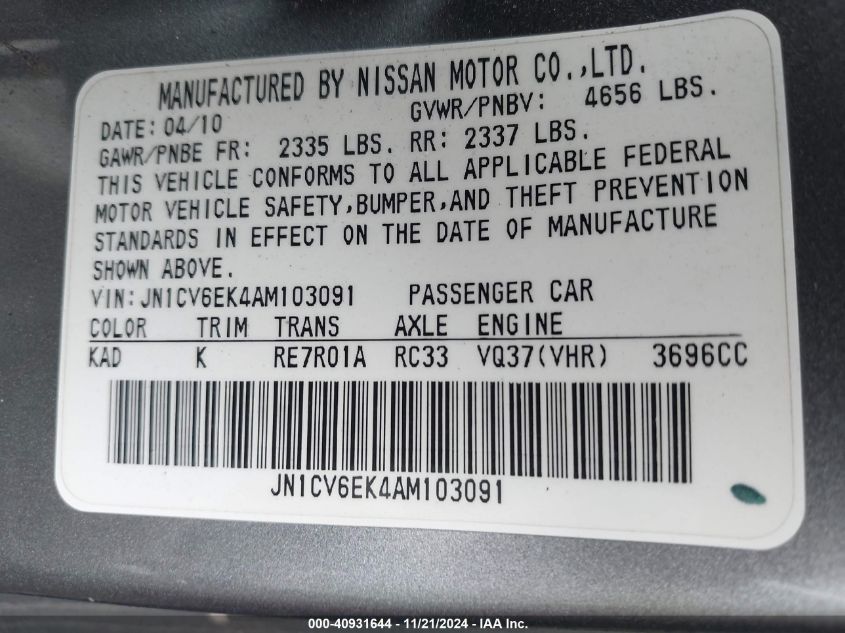 MANUFACTURED BY NISSAN MOTOR CO.,LTD.
DATE: 04/10 GVWR/PNBV: 4656 LBS.
GAWR/PNBE FR: 2335 LBS. RR: 2337 LBS.
THIS VEHICLE CONFORMS TO ALL APPLICABLE FEDERAL
MOTOR VEHICLE SAFETY,BUMPER,AND THEFT PREVENTION
STANDARDS IN EFFECT ON THE DATE OF MANUFACTURE
SHOWN ABOVE.
VIN: JN1CV6EK4AM103091 PASSENGER CAR
COLOR TRIM TRANS AXLE ENGINE
KAD K RE7R01A RC33 VQ37(VHR) 3696CC
JN1CV6EK4AM103091
000-40931644 - 11/21/2024 - IAA Inc.